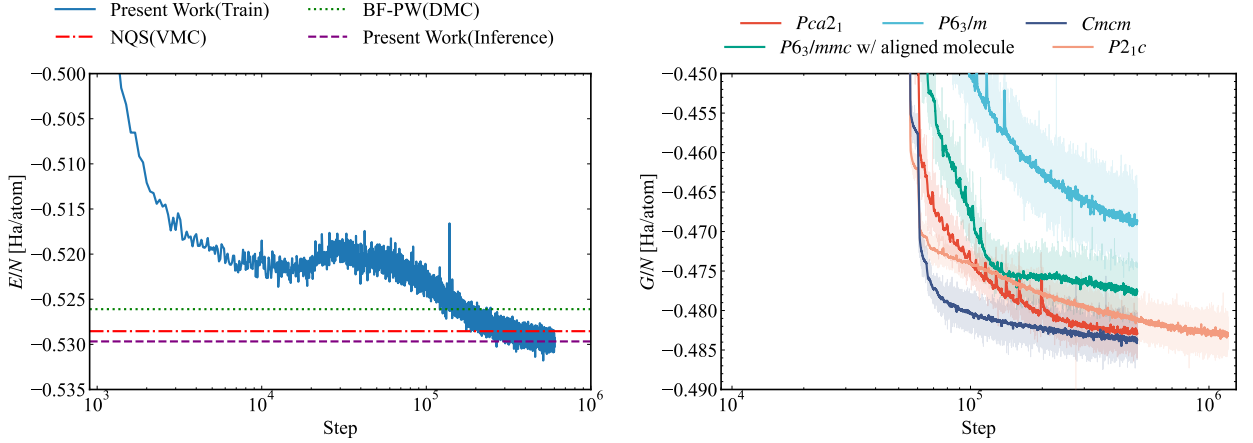 Present Work(Train)
BF-PW(DMC)
NQS(VMC)
Present Work(Inference)
−0.500
−0.505
−0.510
−0.515
−0.520
−0.525
−0.530
−0.535
E/N [Ha/atom]
10³
10⁴
10⁵
10⁶
Step
Pca2₁
P6₃/m
Cmcm
P6₃/mmc w/ aligned molecule
P2₁c
−0.450
−0.455
−0.460
−0.465
−0.470
−0.475
−0.480
−0.485
−0.490
G/N [Ha/atom]
10⁴
10⁵
10⁶
Step